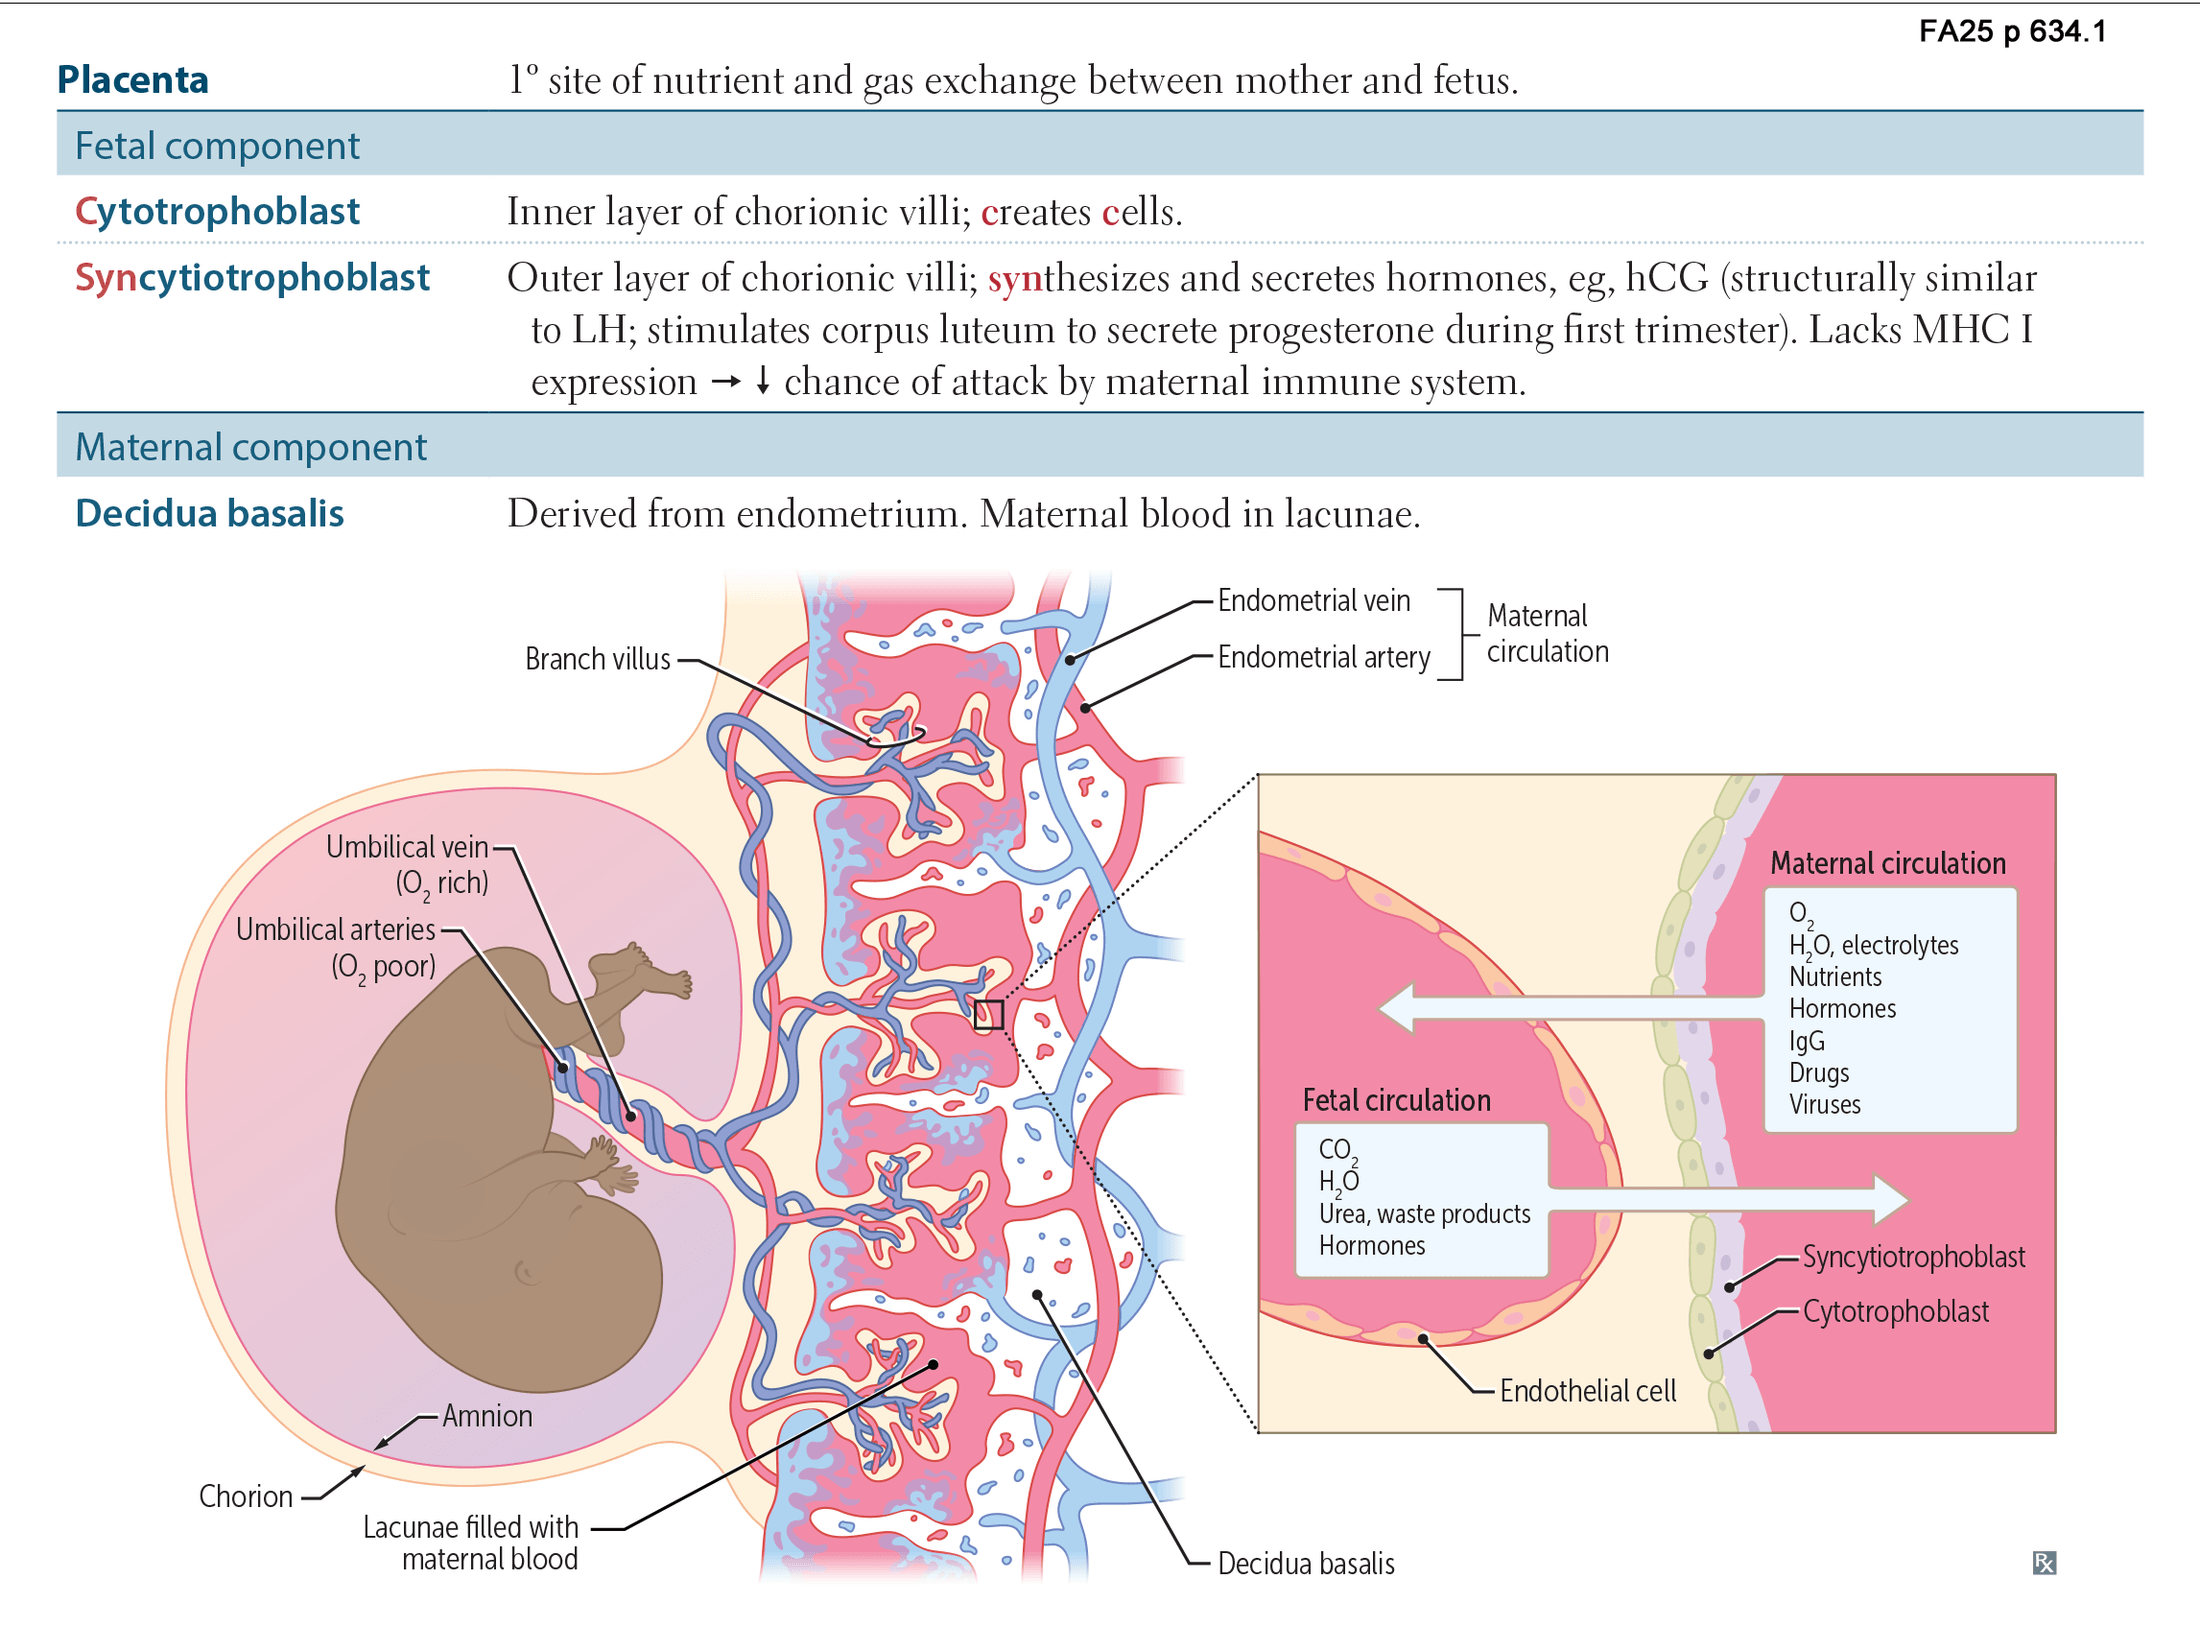 FA25 p 634.1
Placenta 1° site of nutrient and gas exchange between mother and fetus.
Fetal component
Cytotrophoblast Inner layer of chorionic villi; creates cells.
Syncytiotrophoblast Outer layer of chorionic villi; synthesizes and secretes hormones, eg, hCG (structurally similar
to LH; stimulates corpus luteum to secrete progesterone during first trimester). Lacks MHC I
expression → ↓ chance of attack by maternal immune system.
Maternal component
Decidua basalis Derived from endometrium. Maternal blood in lacunae.
Endometrial vein
Endometrial artery
Maternal
circulation
Branch villus
Umbilical vein
(O2 rich)
Umbilical arteries
(O2 poor)
Maternal circulation
O2
H2O, electrolytes
Nutrients
Hormones
IgG
Drugs
Viruses
Fetal circulation
CO2
H2O
Urea, waste products
Hormones
Syncytiotrophoblast
Cytotrophoblast
Endothelial cell
Amnion
Chorion
Lacunae filled with
maternal blood
Decidua basalis
Rx